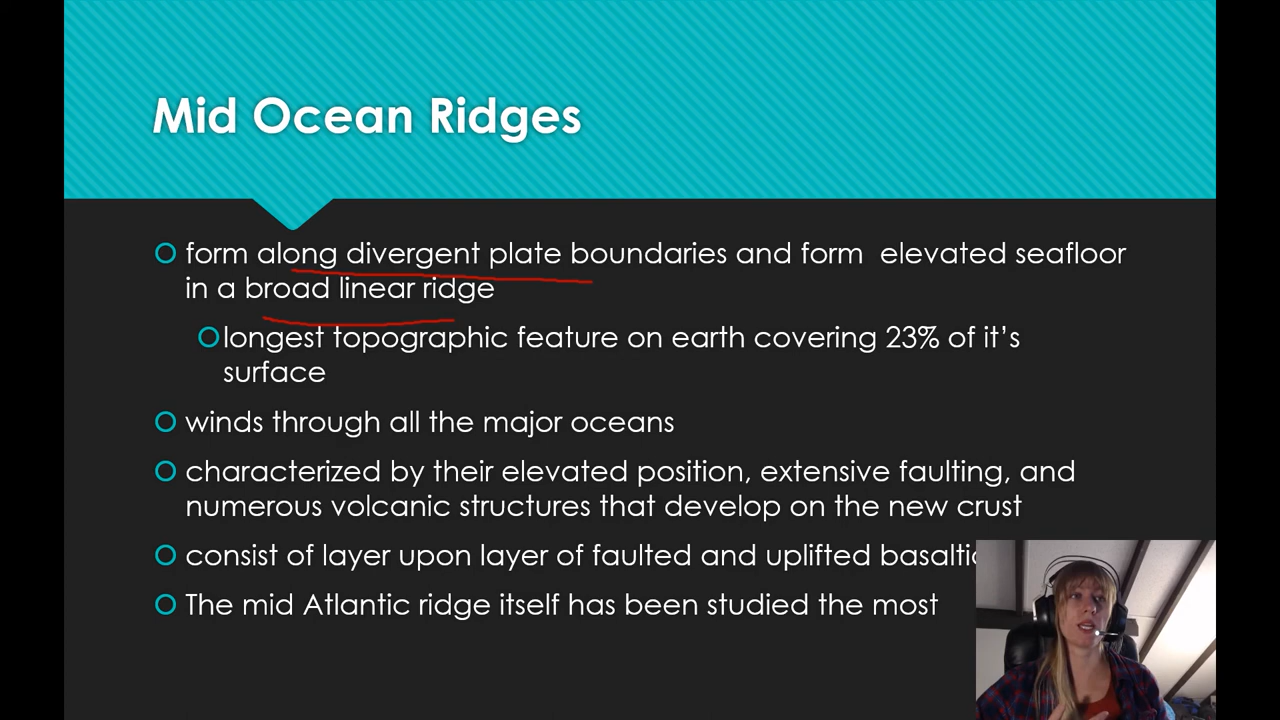 Mid Ocean Ridges
form along divergent plate boundaries and form elevated seafloor
in a broad linear ridge
longest topographic feature on earth covering 23% of it's
surface
winds through all the major oceans
characterized by their elevated position, extensive faulting, and
numerous volcanic structures that develop on the new crust
consist of layer upon layer of faulted and uplifted
The mid Atlantic ridge itself has been studied the most